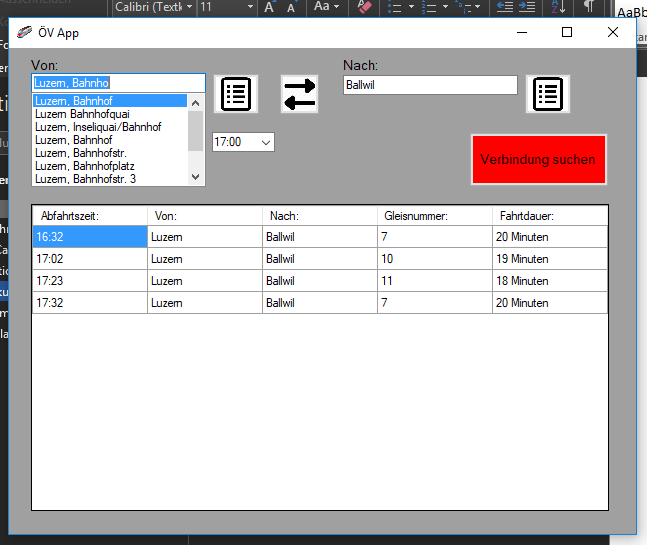 Calibri (Textk
11
A
A
Aa
A
¶
AaBb
ÖV App
Von:
Nach:
Luzern, Bahnho
Ballwil
Luzern, Bahnhof
Luzern Bahnhofquai
Luzern, Inseliquai/Bahnhof
Luzern, Bahnhof
Luzern, Bahnhofstr.
Luzern, Bahnhofplatz
Luzern, Bahnhofstr. 3
17:00
Verbindung suchen
Abfahrtszeit: Von: Nach: Gleisnummer: Fahrtdauer:
16:32 Luzern Ballwil 7 20 Minuten
17:02 Luzern Ballwil 10 19 Minuten
17:23 Luzern Ballwil 11 18 Minuten
17:32 Luzern Ballwil 7 20 Minuten